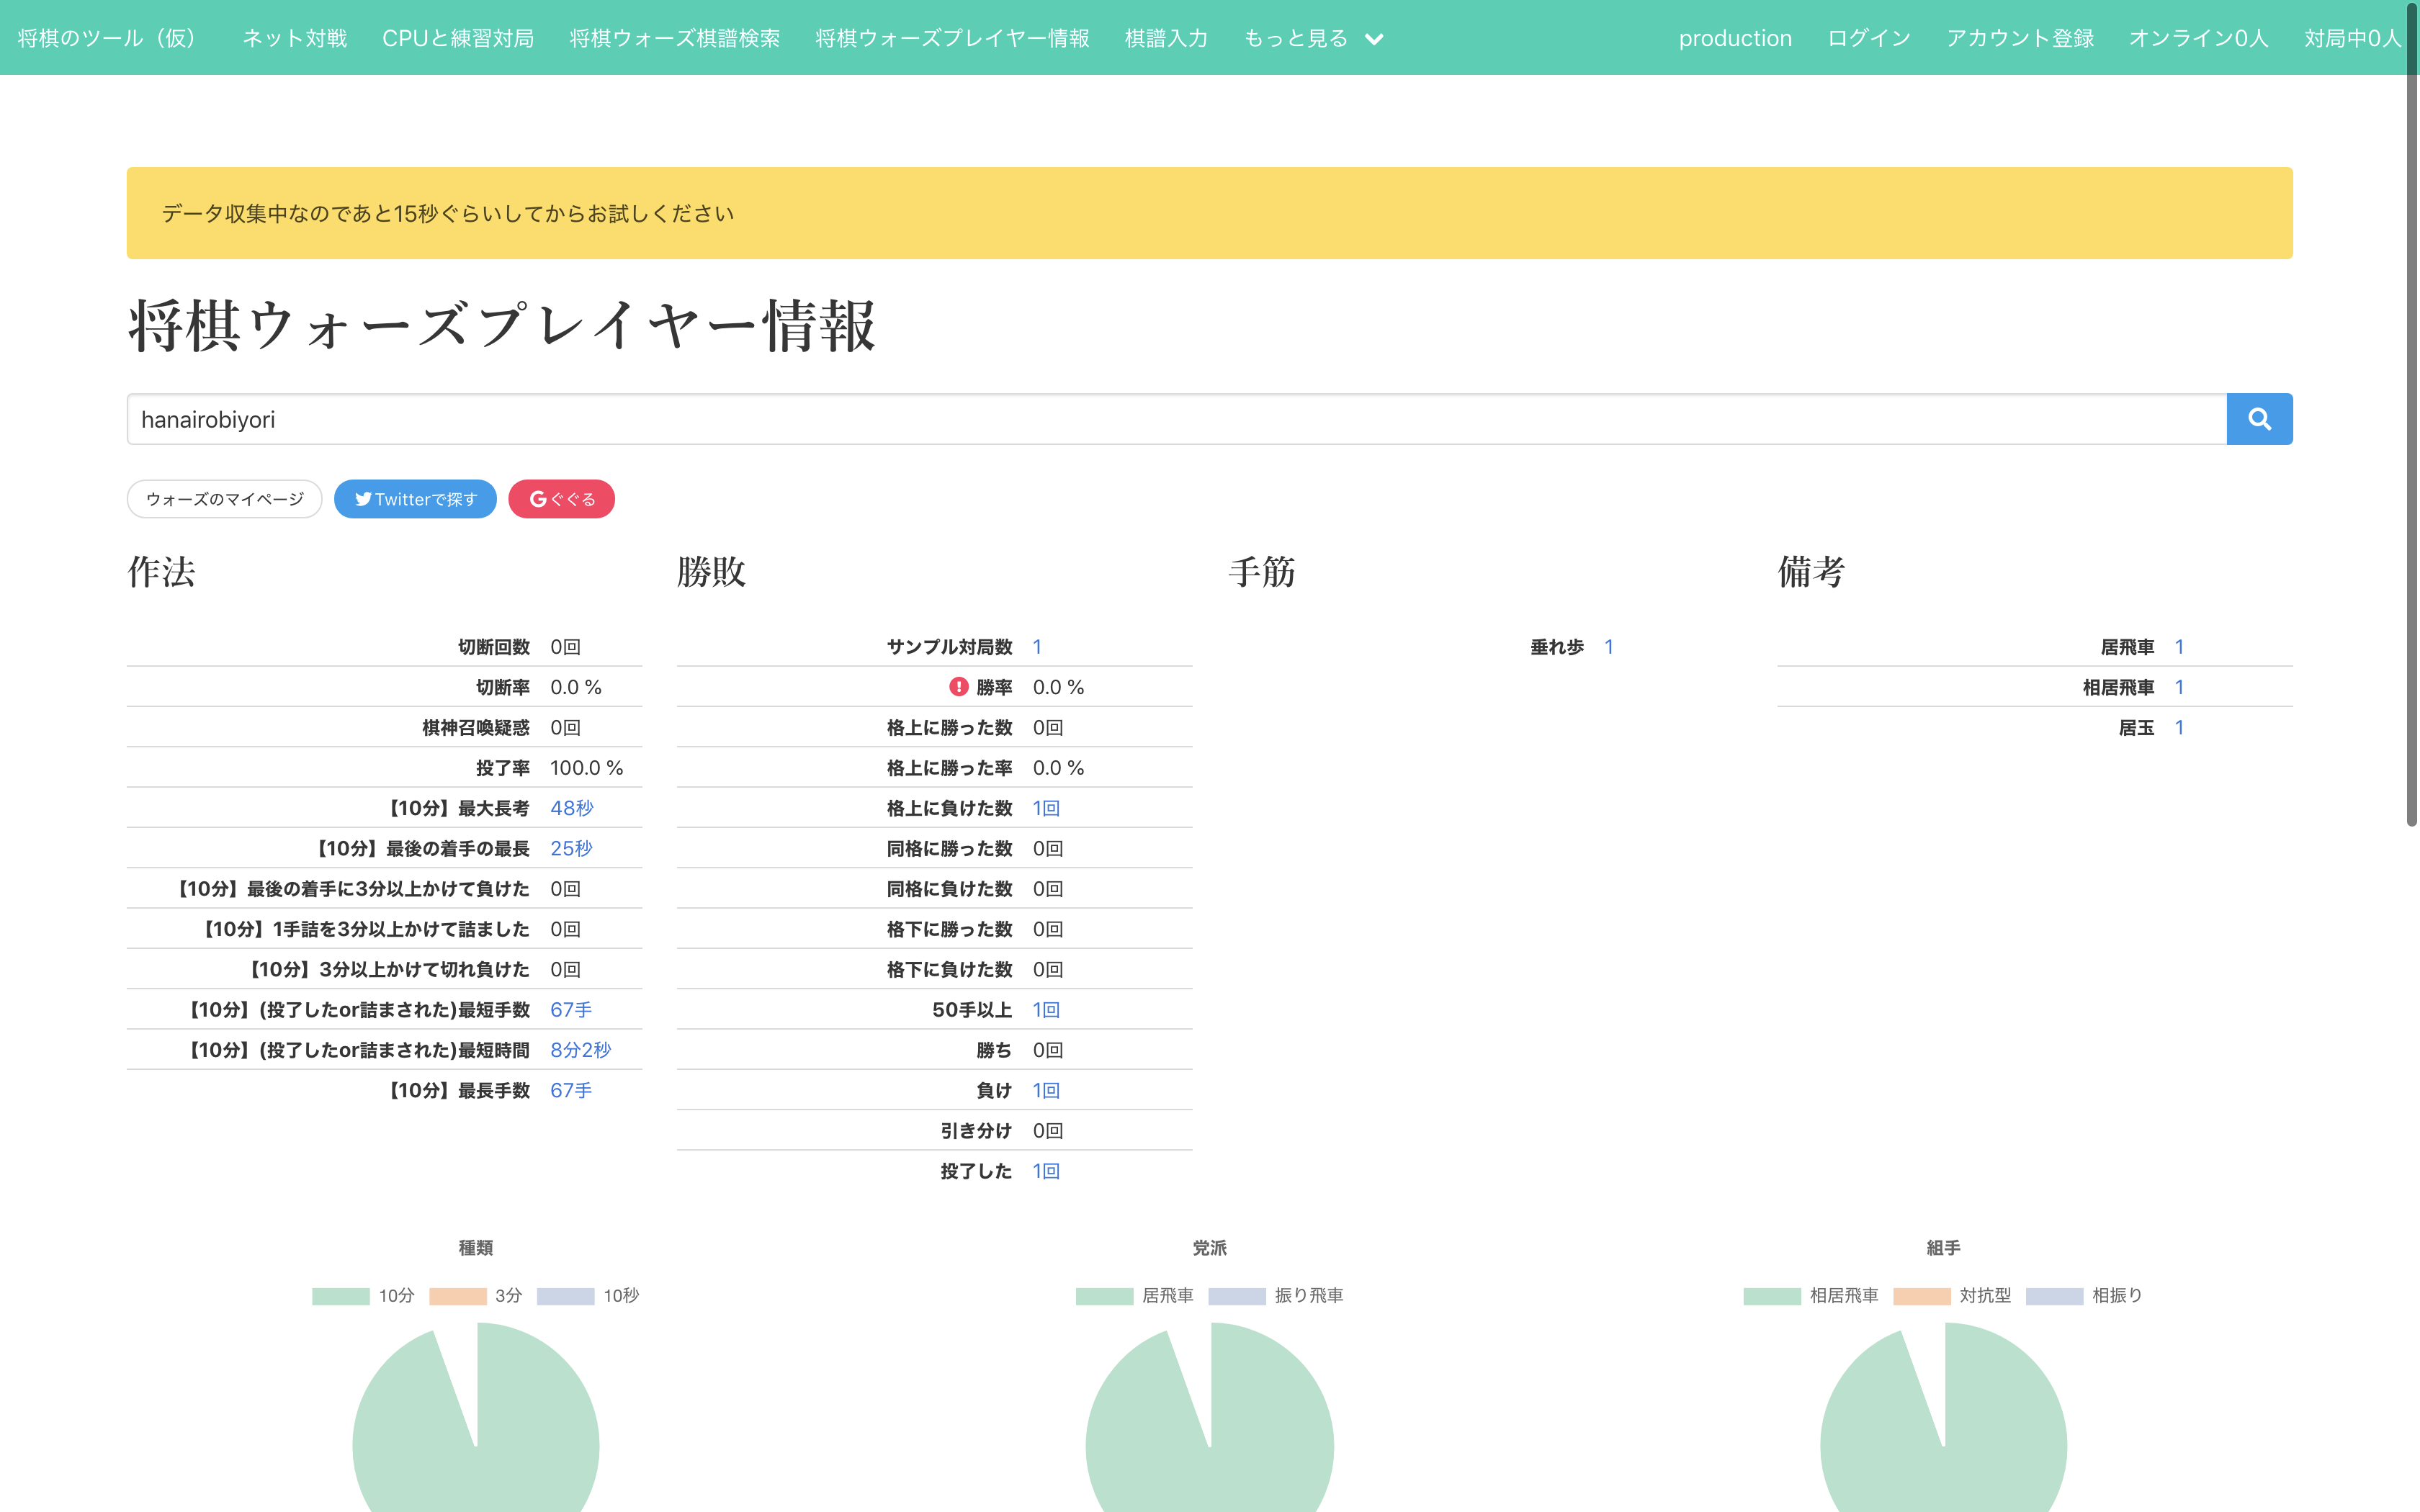 将棋のツール（仮） ネット対戦 CPUと練習対局 将棋ウォーズ棋譜検索 将棋ウォーズプレイヤー情報 棋譜入力 もっと見る production ログイン アカウント登録 オンライン0人 対局中0人
データ収集中なのであと15秒ぐらいしてからお試しください
将棋ウォーズプレイヤー情報
hanairobiyori
ウォーズのマイページ Twitterで探す ぐぐる
作法
切断回数 0回
切断率 0.0 %
棋神召喚疑惑 0回
投了率 100.0 %
【10分】最大長考 48秒
【10分】最後の着手の最長 25秒
【10分】最後の着手に3分以上かけて負けた 0回
【10分】1手詰を3分以上かけて詰ました 0回
【10分】3分以上かけて切れ負けた 0回
【10分】(投了したor詰まされた)最短手数 67手
【10分】(投了したor詰まされた)最短時間 8分2秒
【10分】最長手数 67手
勝敗
サンプル対局数 1
勝率 0.0 %
格上に勝った数 0回
格上に勝った率 0.0 %
格上に負けた数 1回
同格に勝った数 0回
同格に負けた数 0回
格下に勝った数 0回
格下に負けた数 0回
50手以上 1回
勝ち 0回
負け 1回
引き分け 0回
投了した 1回
手筋
垂れ歩 1
備考
居飛車 1
相居飛車 1
居玉 1
種類
10分 3分 10秒
党派
居飛車 振り飛車
組手
相居飛車 対抗型 相振り